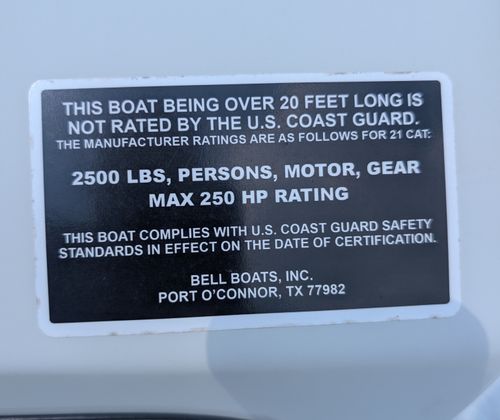 THIS BOAT BEING OVER 20 FEET LONG IS
NOT RATED BY THE U.S. COAST GUARD.
THE MANUFACTURER RATINGS ARE AS FOLLOWS FOR 21 CAT:
2500 LBS, PERSONS, MOTOR, GEAR
MAX 250 HP RATING
THIS BOAT COMPLIES WITH U.S. COAST GUARD SAFETY
STANDARDS IN EFFECT ON THE DATE OF CERTIFICATION.
BELL BOATS, INC.
PORT O'CONNOR, TX 77982